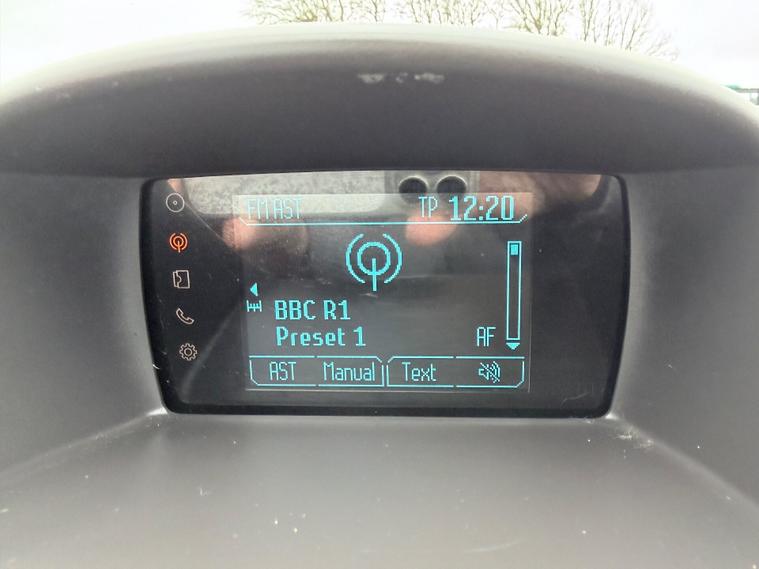 FM AST TP 12:20
BBC R1
Preset 1 AF
AST Manual Text